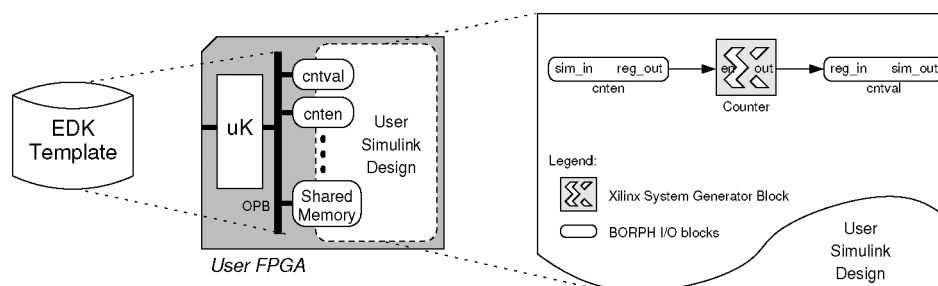 EDK
Template
uK
OPB
cntval
cnten
Shared
Memory
User
Simulink
Design
User FPGA
sim_in reg_out
cnten
en out
Counter
reg_in sim_out
cntval
Legend:
Xilinx System Generator Block
BORPH I/O blocks
User
Simulink
Design